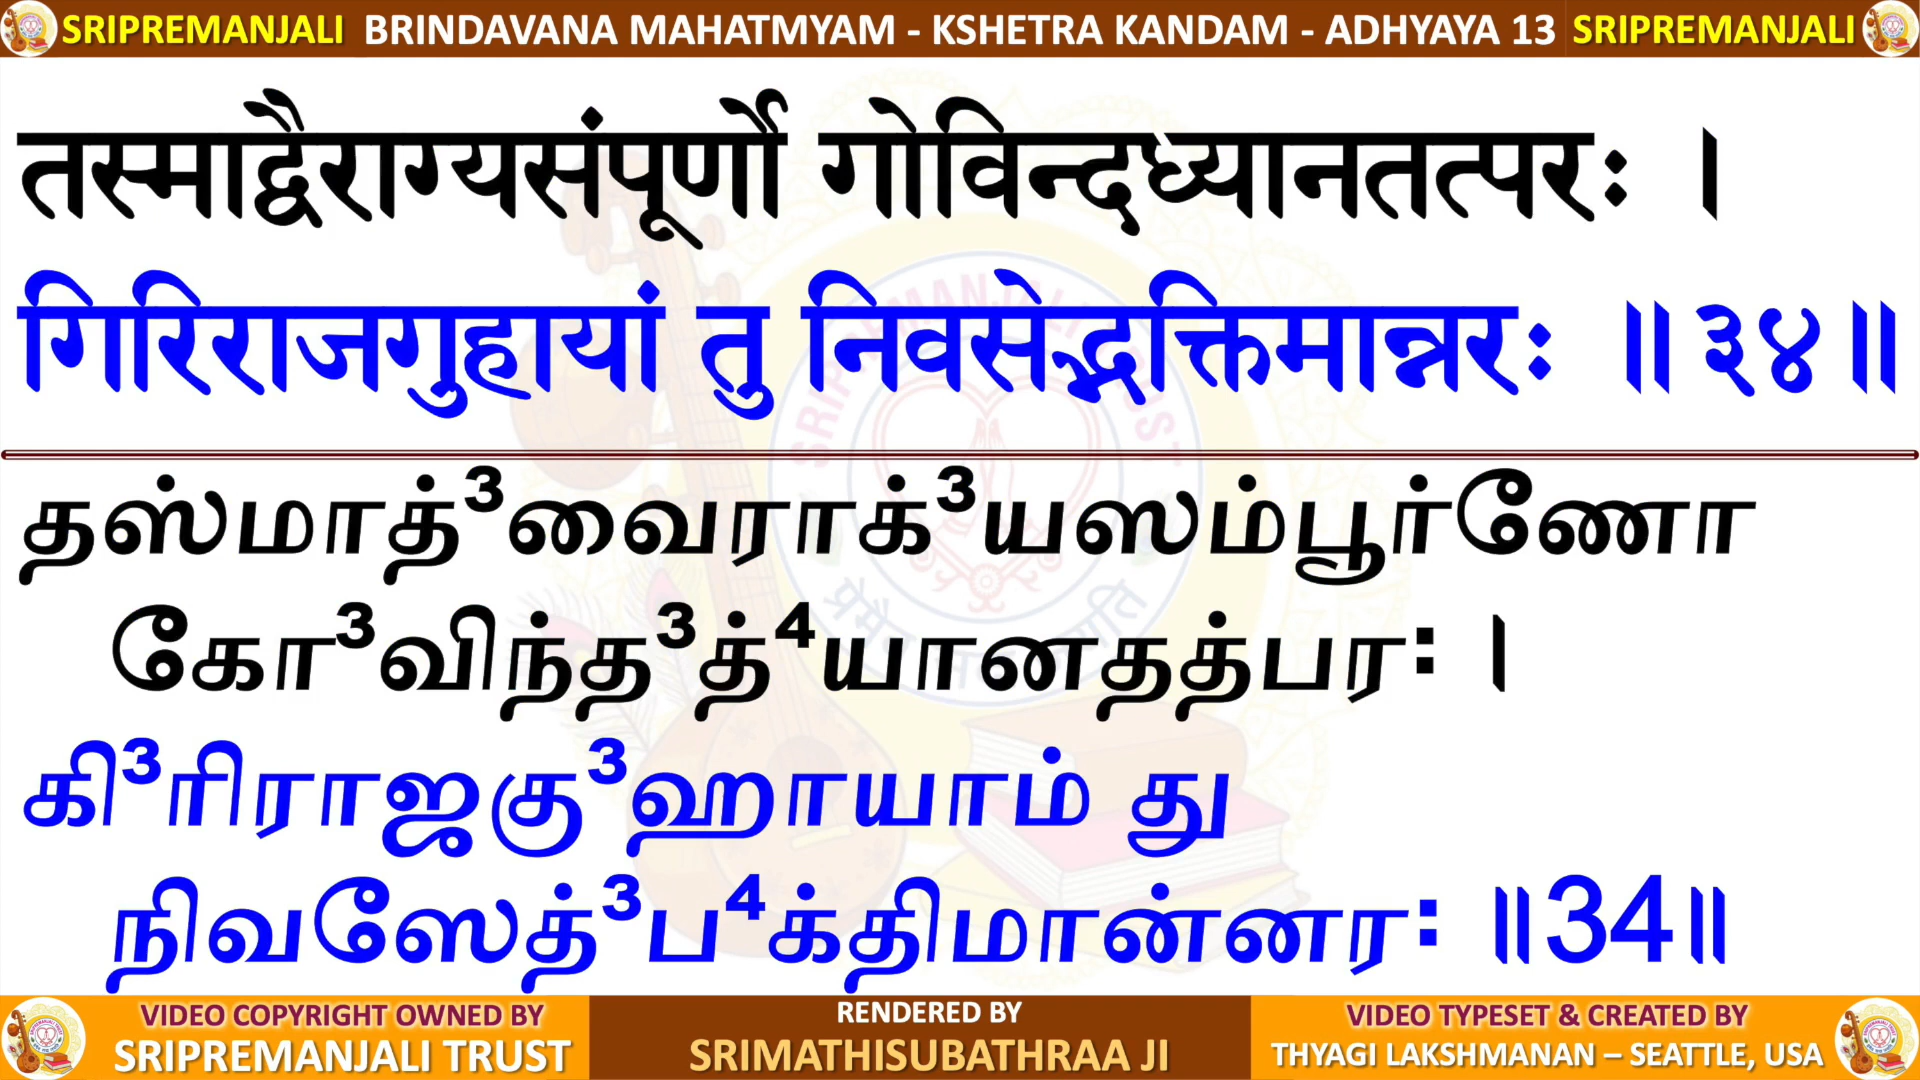 SRIPREMANJALI BRINDAVANA MAHATMYAM - KSHETRA KANDAM - ADHYAYA 13 SRIPREMANJALI
तस्माद्वैराग्यसंपूर्णो गोविन्दध्यानतत्परः ।
गिरिराजगुहायां तु निवसेद्भक्तिमान्नरः ॥३४॥
தஸ்மாத்³வைராக்³யஸம்பூர்ணோ
கோ³விந்த³த்⁴யானதத்பர꞉ ।
கி³ரிராஜகு³ஹாயாம் து
நிவஸேத்³ப⁴க்திமான்னர꞉ ॥34॥
VIDEO COPYRIGHT OWNED BY
SRIPREMANJALI TRUST
RENDERED BY
SRIMATHISUBATHRAA JI
VIDEO TYPESET & CREATED BY
THYAGI LAKSHMANAN – SEATTLE, USA